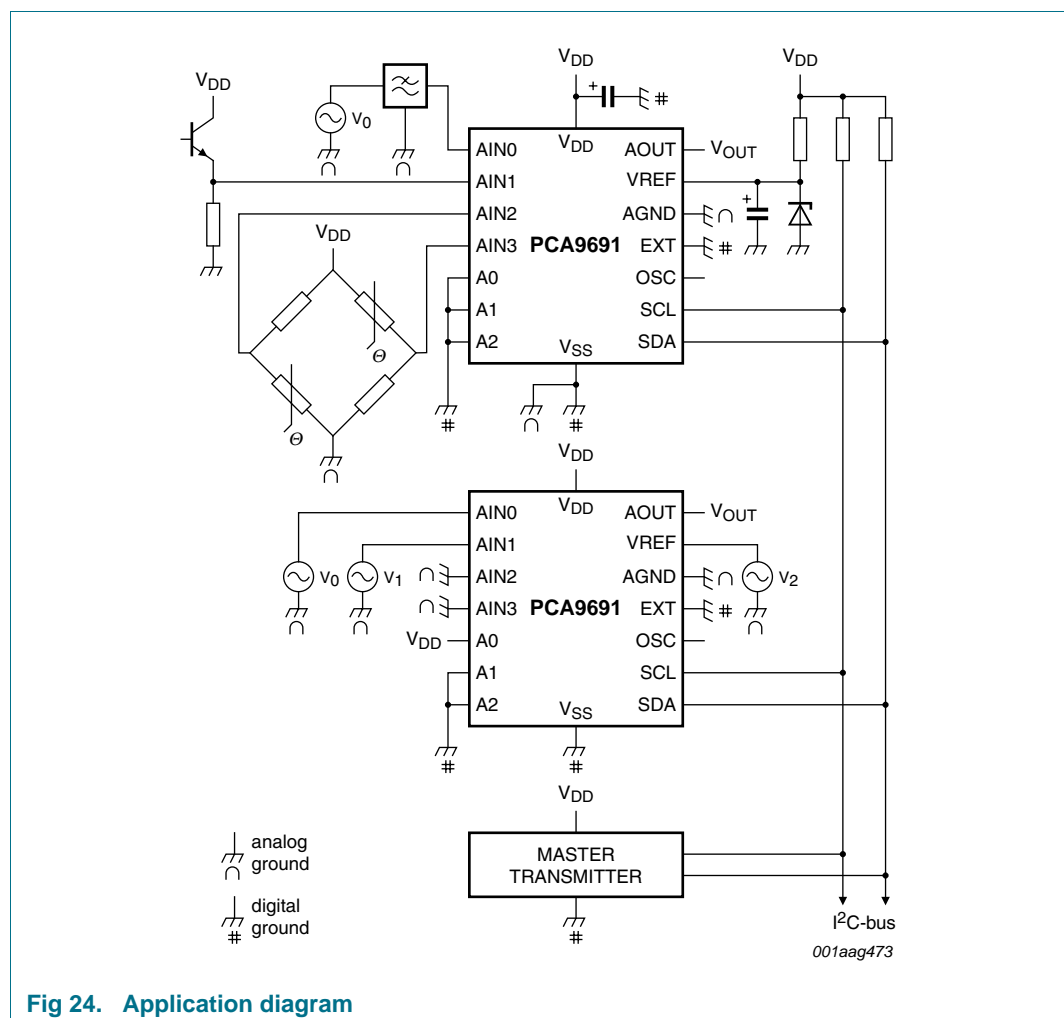 VDD
VDD
VDD
V0
VDD
AIN0
AOUT
VOUT
AIN1
VREF
AIN2
AGND
VDD
AIN3
PCA9691
EXT
A0
OSC
A1
SCL
A2
SDA
VSS
Θ
Θ
VDD
VDD
AIN0
AOUT
VOUT
AIN1
VREF
V0
V1
AIN2
AGND
V2
AIN3
PCA9691
EXT
VDD
A0
OSC
A1
SCL
A2
SDA
VSS
VDD
analog
ground
MASTER
TRANSMITTER
digital
ground
I2C-bus
001aag473
Fig 24. Application diagram